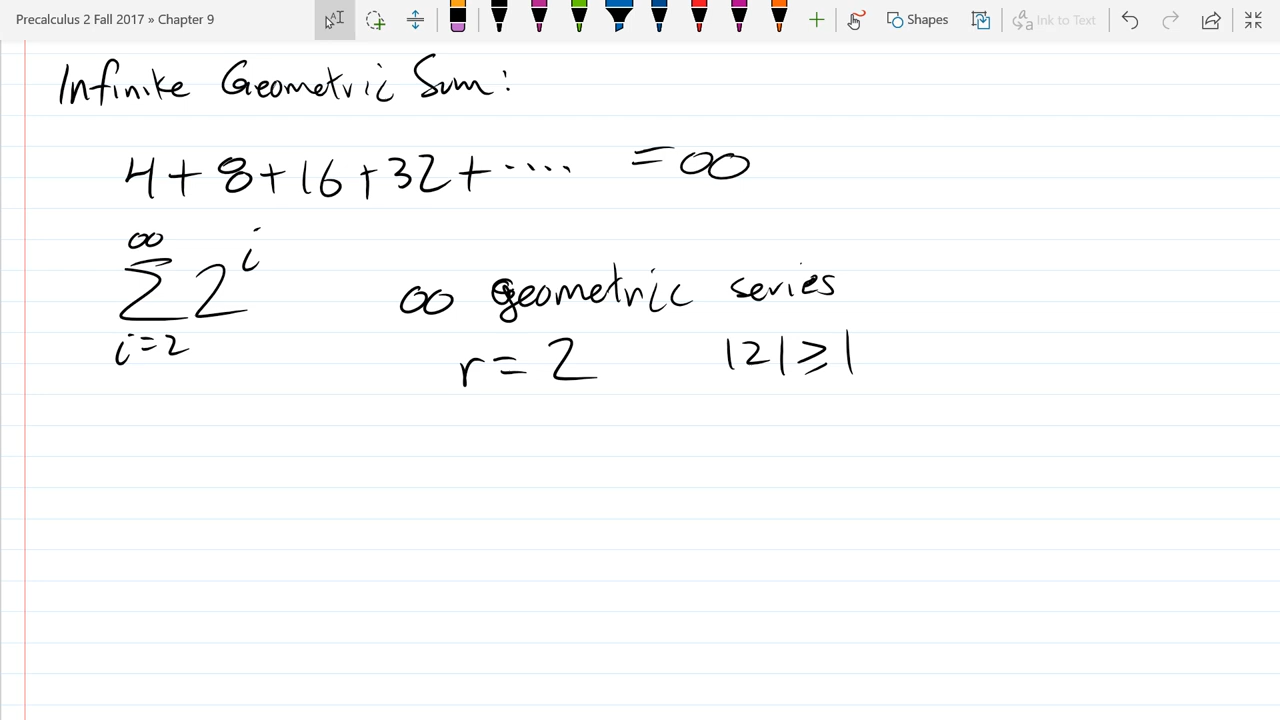 Precalculus 2 Fall 2017 » Chapter 9 Shapes Ink to Text
Infinite Geometric Sum:
4 + 8 + 16 + 32 + ···· = ∞
∞
∑ 2^i
i = 2
∞ geometric series
r = 2 |2| ≥ 1